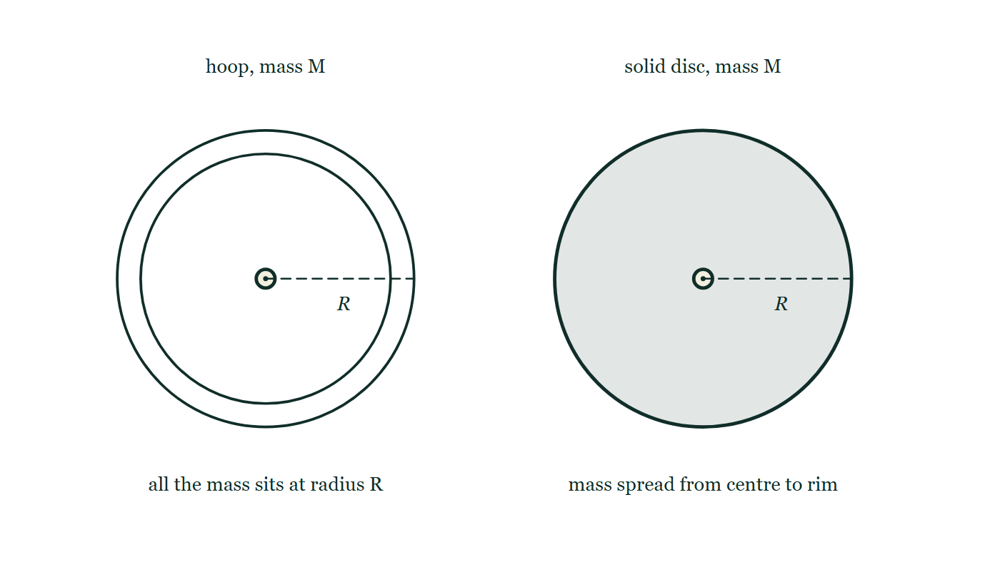 hoop, mass M
solid disc, mass M
R
R
all the mass sits at radius R
mass spread from centre to rim